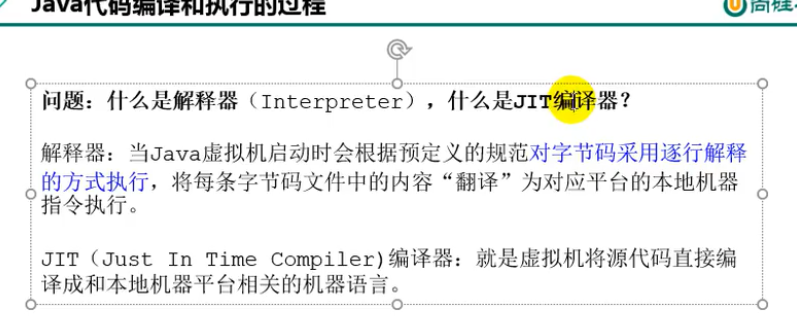 Java代码编译和执行的过程
尚硅
问题：什么是解释器（Interpreter），什么是JIT编译器？
解释器：当Java虚拟机启动时会根据预定义的规范对字节码采用逐行解释
的方式执行，将每条字节码文件中的内容“翻译”为对应平台的本地机器
指令执行。
JIT（Just In Time Compiler)编译器：就是虚拟机将源代码直接编
译成和本地机器平台相关的机器语言。